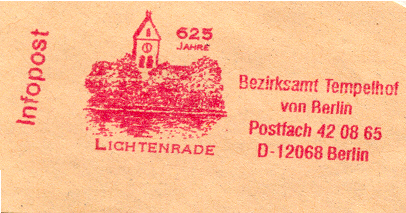 Infopost
625
JAHRE
LICHTENRADE
Bezirksamt Tempelhof
von Berlin
Postfach 42 08 65
D-12068 Berlin